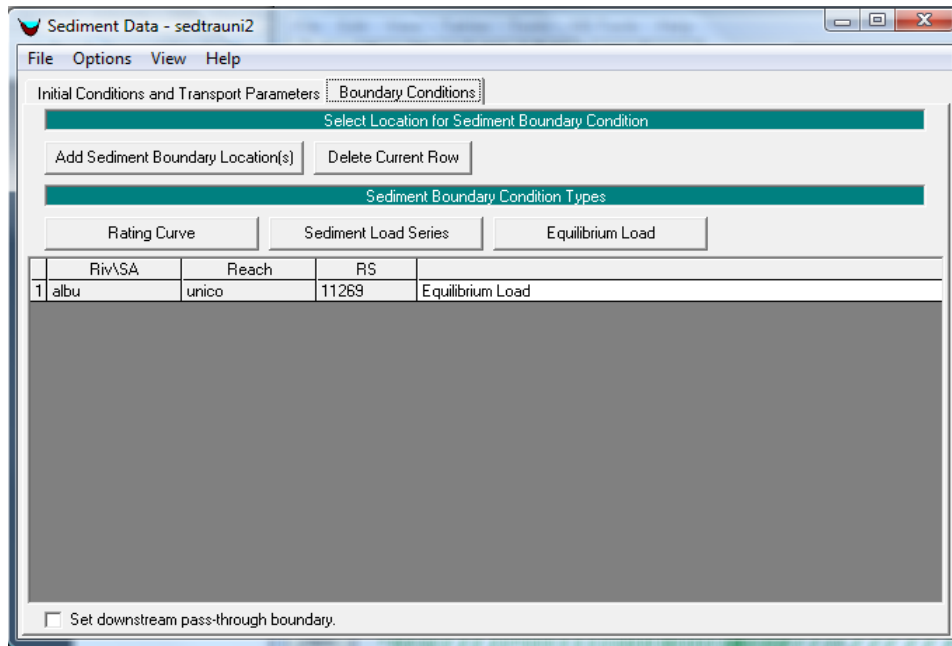 Sediment Data - sedtrauni2
File Options View Help
Initial Conditions and Transport Parameters Boundary Conditions
Select Location for Sediment Boundary Condition
Add Sediment Boundary Location(s) Delete Current Row
Sediment Boundary Condition Types
Rating Curve Sediment Load Series Equilibrium Load
Riv\SA Reach RS
1 albu unico 11269 Equilibrium Load
Set downstream pass-through boundary.